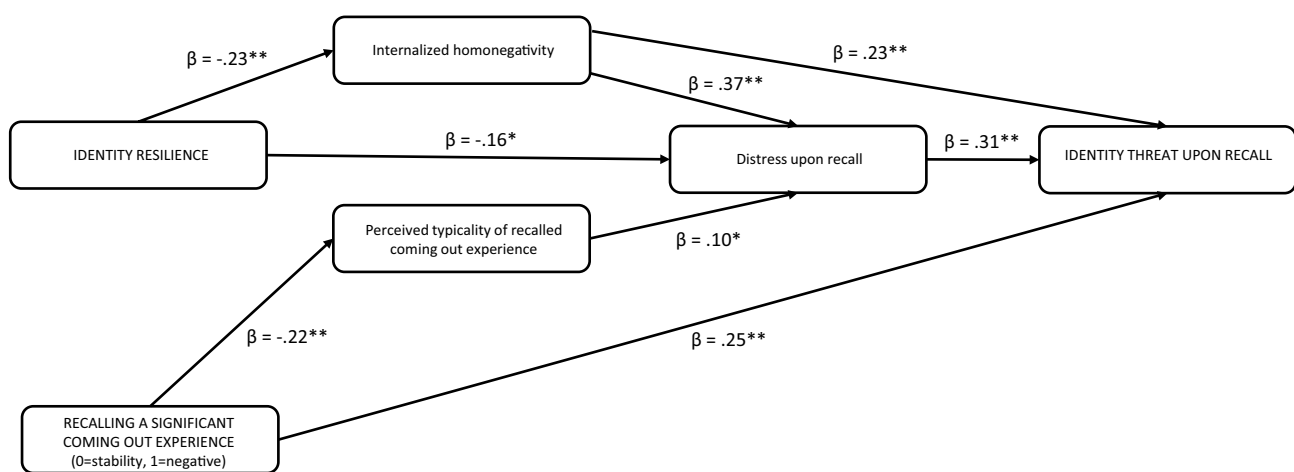 Internalized homonegativity
β = -.23**
β = .23**
β = .37**
IDENTITY RESILIENCE
β = -.16*
Distress upon recall
β = .31**
IDENTITY THREAT UPON RECALL
Perceived typicality of recalled
coming out experience
β = .10*
β = -.22**
β = .25**
RECALLING A SIGNIFICANT
COMING OUT EXPERIENCE
(0=stability, 1=negative)